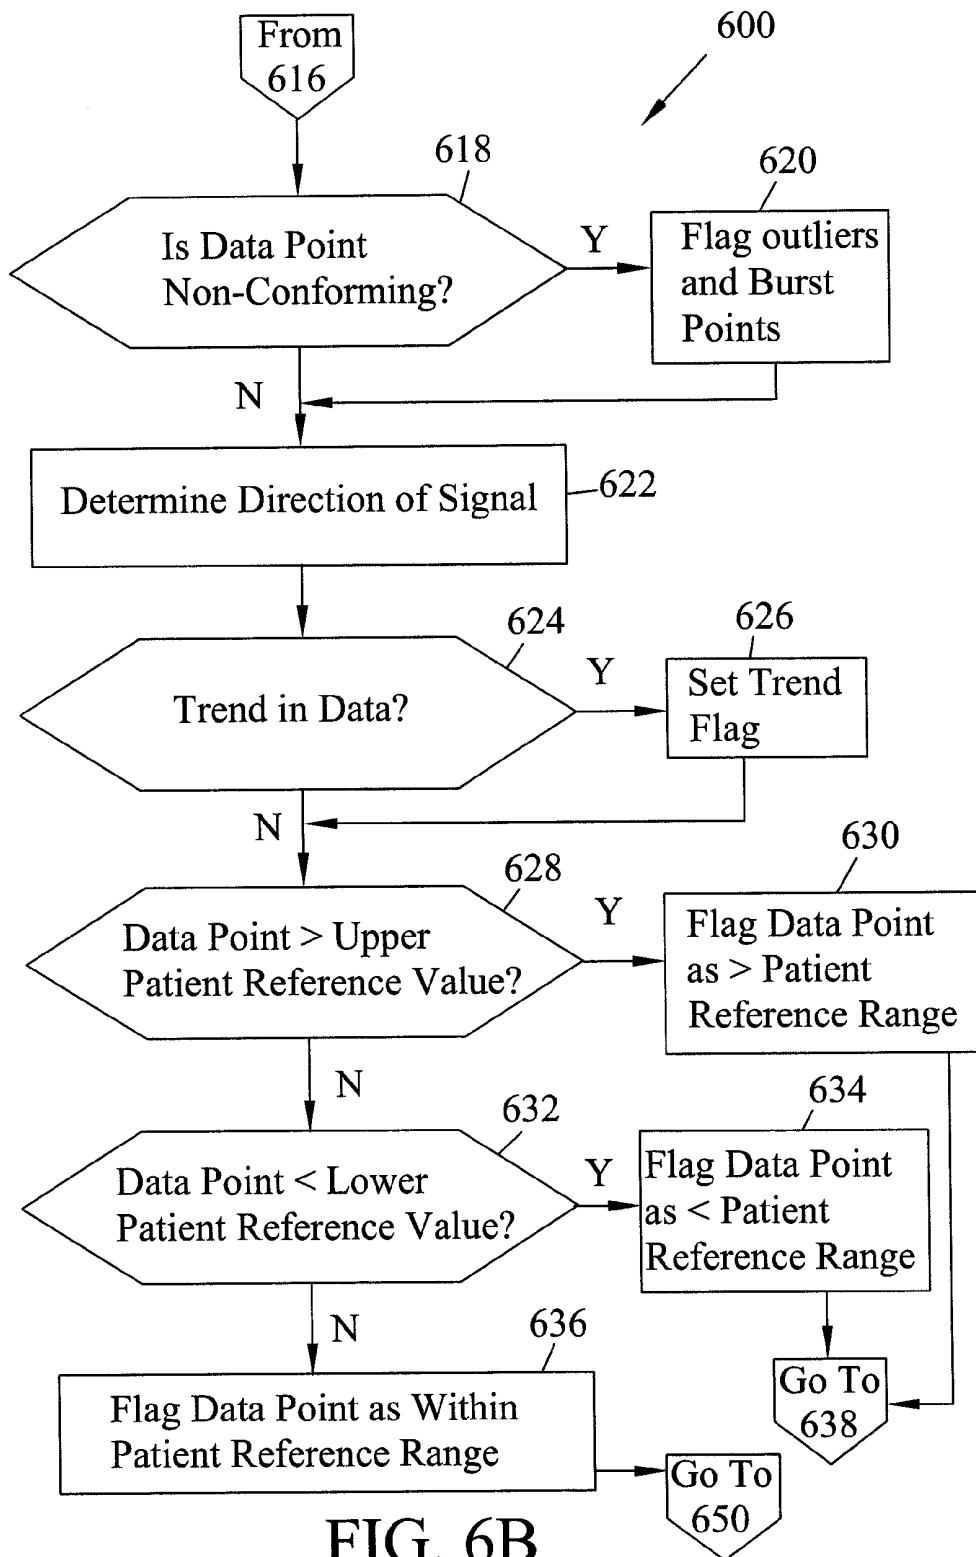 From
616
600
618
Is Data Point
Non-Conforming?
Y
620
Flag outliers
and Burst
Points
N
Determine Direction of Signal
622
624
Trend in Data?
Y
626
Set Trend
Flag
N
628
Data Point > Upper
Patient Reference Value?
Y
630
Flag Data Point
as > Patient
Reference Range
N
632
Data Point < Lower
Patient Reference Value?
Y
634
Flag Data Point
as < Patient
Reference Range
N
636
Flag Data Point as Within
Patient Reference Range
Go To
638
Go To
650
FIG. 6B